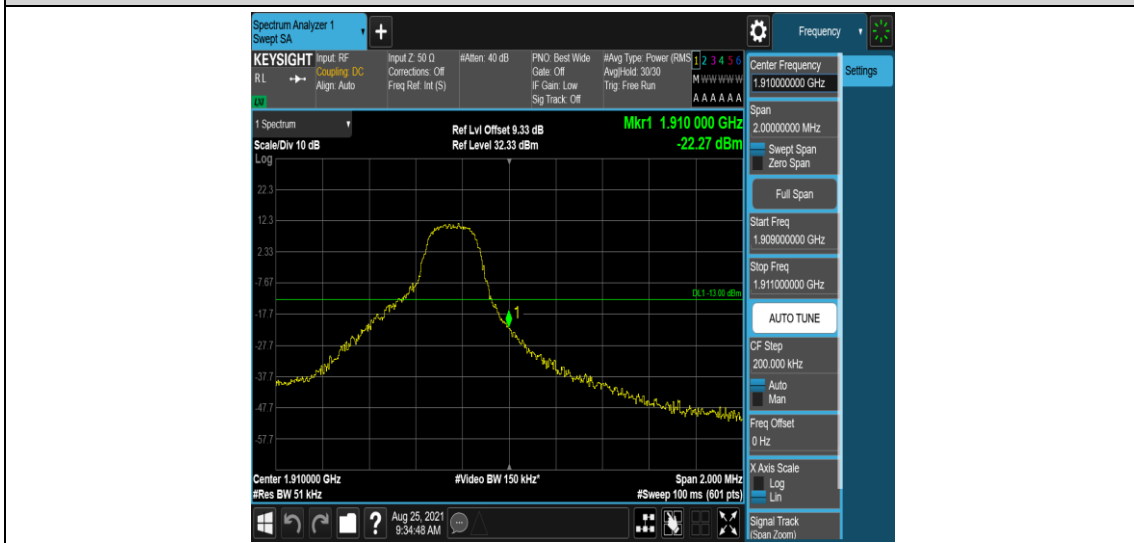 Spectrum Analyzer 1
Swept SA
+
Frequency
KEYSIGHT
RL
LXI
Input: RF
Coupling: DC
Align: Auto
Input Z: 50 Ω
Corrections: Off
Freq Ref: Int (S)
#Atten: 40 dB
PNO: Best Wide
Gate: Off
IF Gain: Low
Sig Track: Off
#Avg Type: Power (RMS
Avg|Hold: 30/30
Trig: Free Run
1 2 3 4 5 6
M W W W W W
A A A A A A
1 Spectrum
Scale/Div 10 dB
Ref Lvl Offset 9.33 dB
Ref Level 32.33 dBm
Mkr1 1.910 000 GHz
-22.27 dBm
Log
22.3
12.3
2.33
-7.67
-17.7
-27.7
-37.7
-47.7
-57.7
DL1 -13.00 dBm
1
Center 1.910000 GHz
#Res BW 51 kHz
#Video BW 150 kHz*
Span 2.000 MHz
#Sweep 100 ms (601 pts)
Center Frequency
1.910000000 GHz
Settings
Span
2.00000000 MHz
Swept Span
Zero Span
Full Span
Start Freq
1.909000000 GHz
Stop Freq
1.911000000 GHz
AUTO TUNE
CF Step
200.000 kHz
Auto
Man
Freq Offset
0 Hz
X Axis Scale
Log
Lin
Signal Track
(Span Zoom)
?
Aug 25, 2021
9:34:48 AM